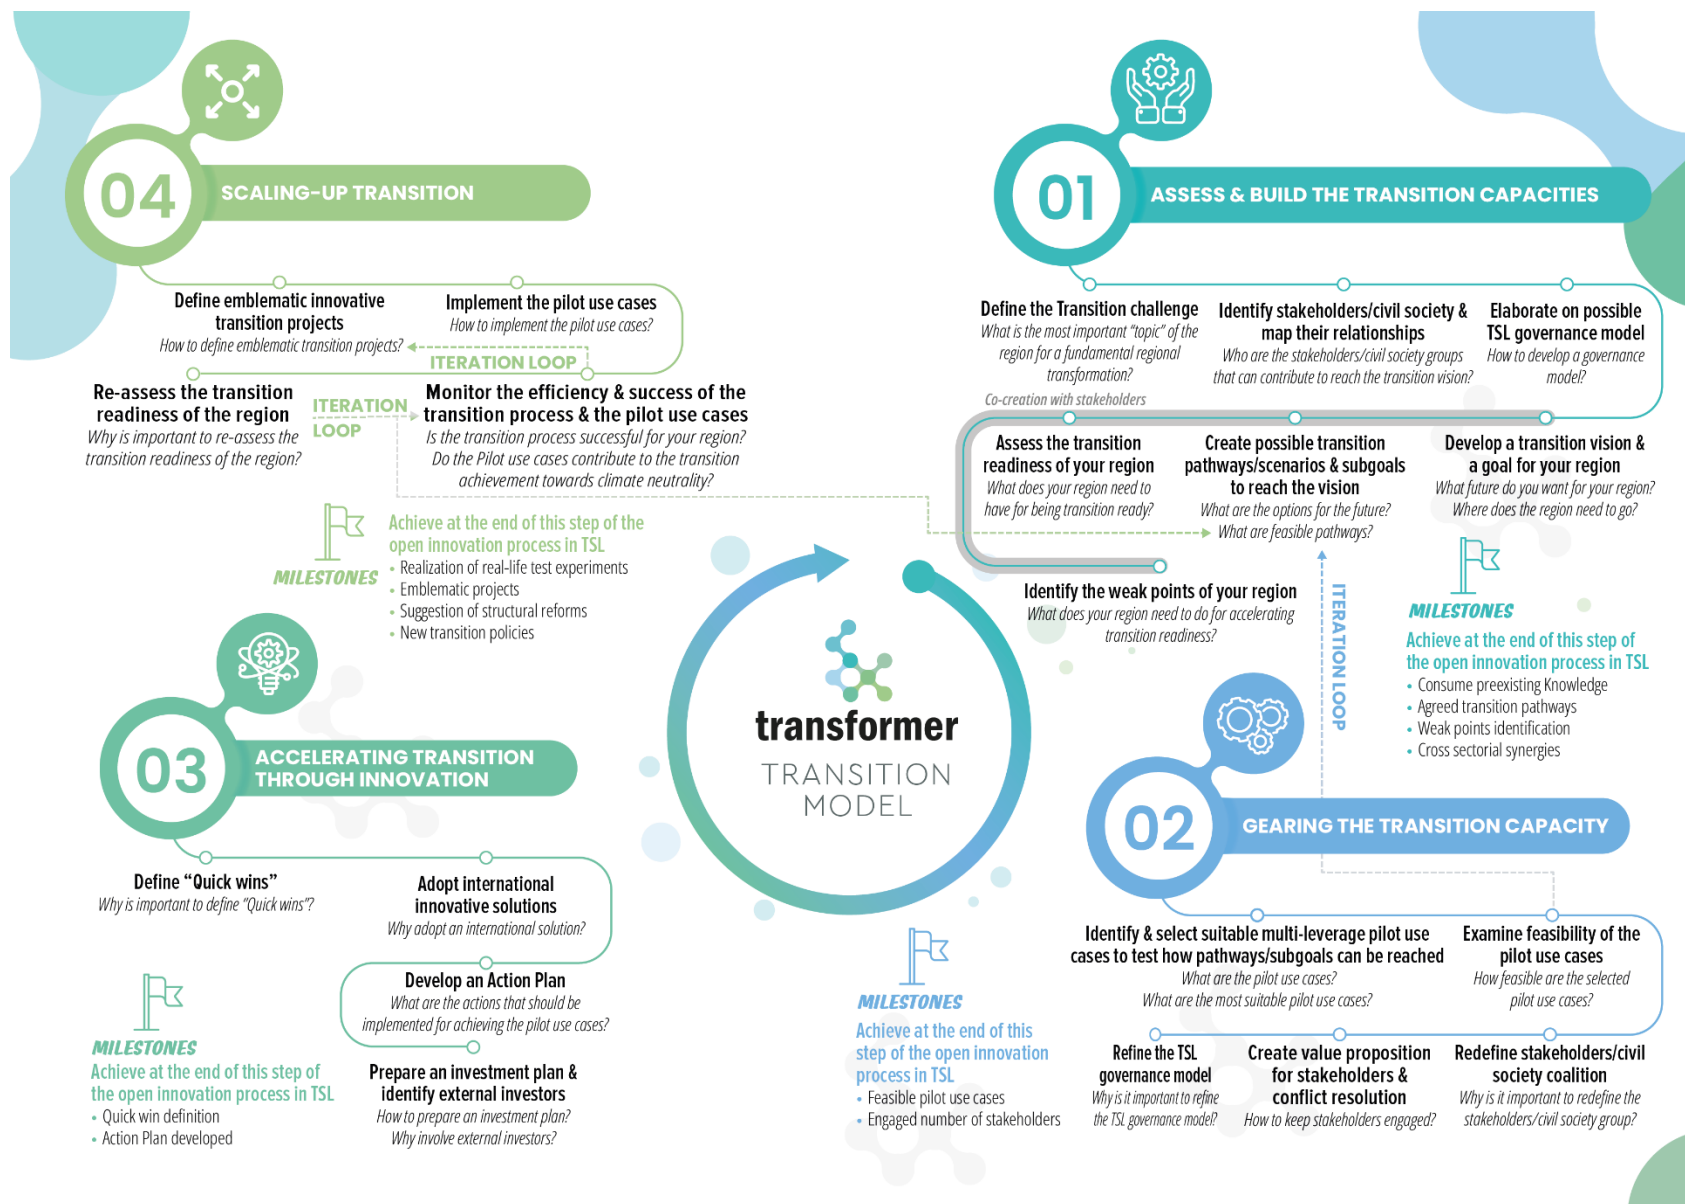 04
SCALING-UP TRANSITION
Define emblematic innovative
transition projects
How to define emblematic transition projects?
Implement the pilot use cases
How to implement the pilot use cases?
ITERATION LOOP
Re-assess the transition
readiness of the region
Why is important to re-assess the
transition readiness of the region?
ITERATION
LOOP
Monitor the efficiency & success of the
transition process & the pilot use cases
Is the transition process successful for your region?
Do the Pilot use cases contribute to the transition
achievement towards climate neutrality?
MILESTONES
Achieve at the end of this step of the
open innovation process in TSL
• Realization of real-life test experiments
• Emblematic projects
• Suggestion of structural reforms
• New transition policies
01
ASSESS & BUILD THE TRANSITION CAPACITIES
Define the Transition challenge
What is the most important "topic" of the
region for a fundamental regional
transformation?
Identify stakeholders/civil society &
map their relationships
Who are the stakeholders/civil society groups
that can contribute to reach the transition vision?
Elaborate on possible
TSL governance model
How to develop a governance
model?
Co-creation with stakeholders
Assess the transition
readiness of your region
What does your region need to
have for being transition ready?
Create possible transition
pathways/scenarios & subgoals
to reach the vision
What are the options for the future?
What are feasible pathways?
Develop a transition vision &
a goal for your region
What future do you want for your region?
Where does the region need to go?
Identify the weak points of your region
What does your region need to do for accelerating
transition readiness?
ITERATION LOOP
MILESTONES
Achieve at the end of this step of
the open innovation process in TSL
• Consume preexisting Knowledge
• Agreed transition pathways
• Weak points identification
• Cross sectorial synergies
transformer
TRANSITION
MODEL
03
ACCELERATING TRANSITION
THROUGH INNOVATION
Define “Quick wins”
Why is important to define "Quick wins"?
Adopt international
innovative solutions
Why adopt an international solution?
Develop an Action Plan
What are the actions that should be
implemented for achieving the pilot use cases?
Prepare an investment plan &
identify external investors
How to prepare an investment plan?
Why involve external investors?
MILESTONES
Achieve at the end of this step of
the open innovation process in TSL
• Quick win definition
• Action Plan developed
02
GEARING THE TRANSITION CAPACITY
Identify & select suitable multi-leverage pilot use
cases to test how pathways/subgoals can be reached
What are the pilot use cases?
What are the most suitable pilot use cases?
Examine feasibility of the
pilot use cases
How feasible are the selected
pilot use cases?
Refine the TSL
governance model
Why is it important to refine
the TSL governance model?
Create value proposition
for stakeholders &
conflict resolution
How to keep stakeholders engaged?
Redefine stakeholders/civil
society coalition
Why is it important to redefine the
stakeholders/civil society group?
MILESTONES
Achieve at the end of this
step of the open innovation
process in TSL
• Feasible pilot use cases
• Engaged number of stakeholders